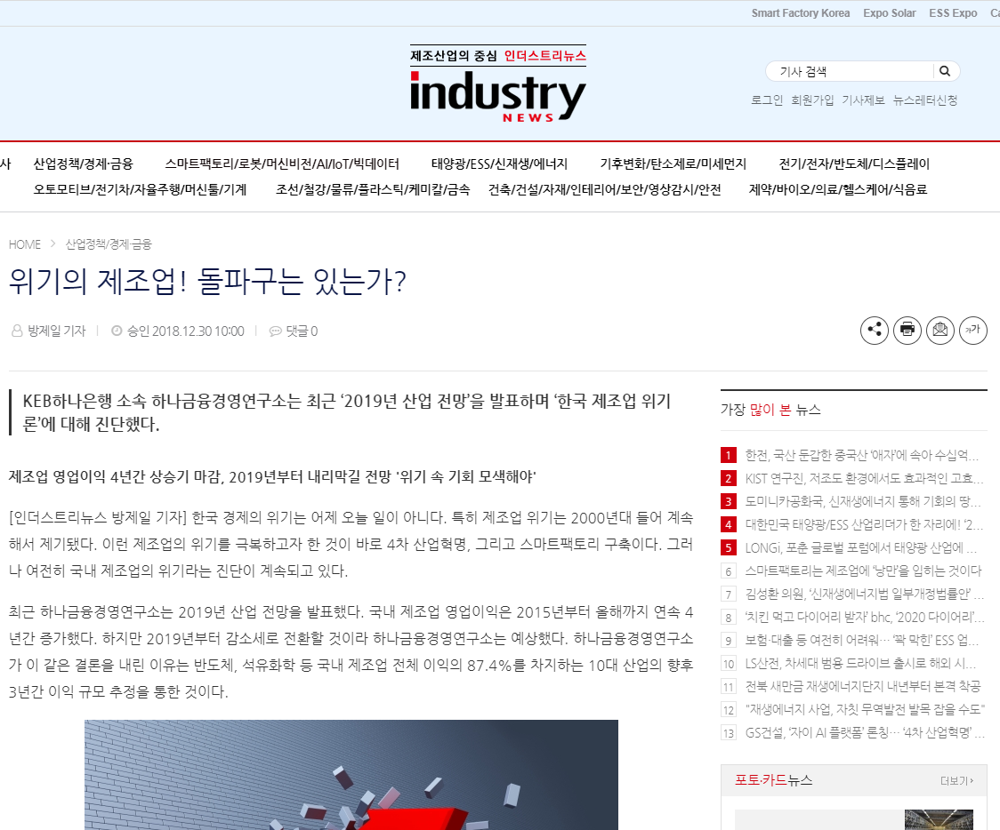 Smart Factory Korea Expo Solar ESS Expo
제조산업의 중심 인더스트리뉴스
industry
NEWS
기사 검색
로그인 회원가입 기사제보 뉴스레터신청
사 산업정책/경제·금융 스마트팩토리/로봇/머신비전/AI/IoT/빅데이터 태양광/ESS/신재생/에너지 기후변화/탄소제로/미세먼지 전기/전자/반도체/디스플레이
오토모티브/전기차/자율주행/머신툴/기계 조선/철강/물류/플라스틱/케미칼/금속 건축/건설/자재/인테리어/보안/영상감시/안전 제약/바이오/의료/헬스케어/식음료
HOME 산업정책/경제·금융
위기의 제조업! 돌파구는 있는가?
방제일 기자 승인 2018.12.30 10:00 댓글 0
가가
KEB하나은행 소속 하나금융경영연구소는 최근 ‘2019년 산업 전망’을 발표하며 ‘한국 제조업 위기
론’에 대해 진단했다.
제조업 영업이익 4년간 상승기 마감, 2019년부터 내리막길 전망 '위기 속 기회 모색해야'
[인더스트리뉴스 방제일 기자] 한국 경제의 위기는 어제 오늘 일이 아니다. 특히 제조업 위기는 2000년대 들어 계속
해서 제기됐다. 이런 제조업의 위기를 극복하고자 한 것이 바로 4차 산업혁명, 그리고 스마트팩토리 구축이다. 그러
나 여전히 국내 제조업의 위기라는 진단이 계속되고 있다.
최근 하나금융경영연구소는 2019년 산업 전망을 발표했다. 국내 제조업 영업이익은 2015년부터 올해까지 연속 4
년간 증가했다. 하지만 2019년부터 감소세로 전환할 것이라 하나금융경영연구소는 예상했다. 하나금융경영연구소
가 이 같은 결론을 내린 이유는 반도체, 석유화학 등 국내 제조업 전체 이익의 87.4%를 차지하는 10대 산업의 향후
3년간 이익 규모 추정을 통한 것이다.
가장 많이 본 뉴스
1 한전, 국산 둔갑한 중국산 ‘애자’에 속아 수십억...
2 KIST 연구진, 저조도 환경에서도 효과적인 고효...
3 도미니카공화국, 신재생에너지 통해 기회의 땅...
4 대한민국 태양광/ESS 산업리더가 한 자리에! ‘2...
5 LONGi, 포춘 글로벌 포럼에서 태양광 산업에 ...
6 스마트팩토리는 제조업에 ‘낭만’을 입히는 것이다
7 김성환 의원, ‘신재생에너지법 일부개정법률안’ ...
8 ‘치킨 먹고 다이어리 받자’ bhc, ‘2020 다이어리’...
9 보험·대출 등 여전히 어려워… ‘꽉 막힌’ ESS 업...
10 LS산전, 차세대 범용 드라이브 출시로 해외 시...
11 전북 새만금 재생에너지단지 내년부터 본격 착공
12 "재생에너지 사업, 자칫 무역발전 발목 잡을 수도"
13 GS건설, ‘자이 AI 플랫폼’ 론칭… ‘4차 산업혁명’ ...
포토·카드뉴스 더보기